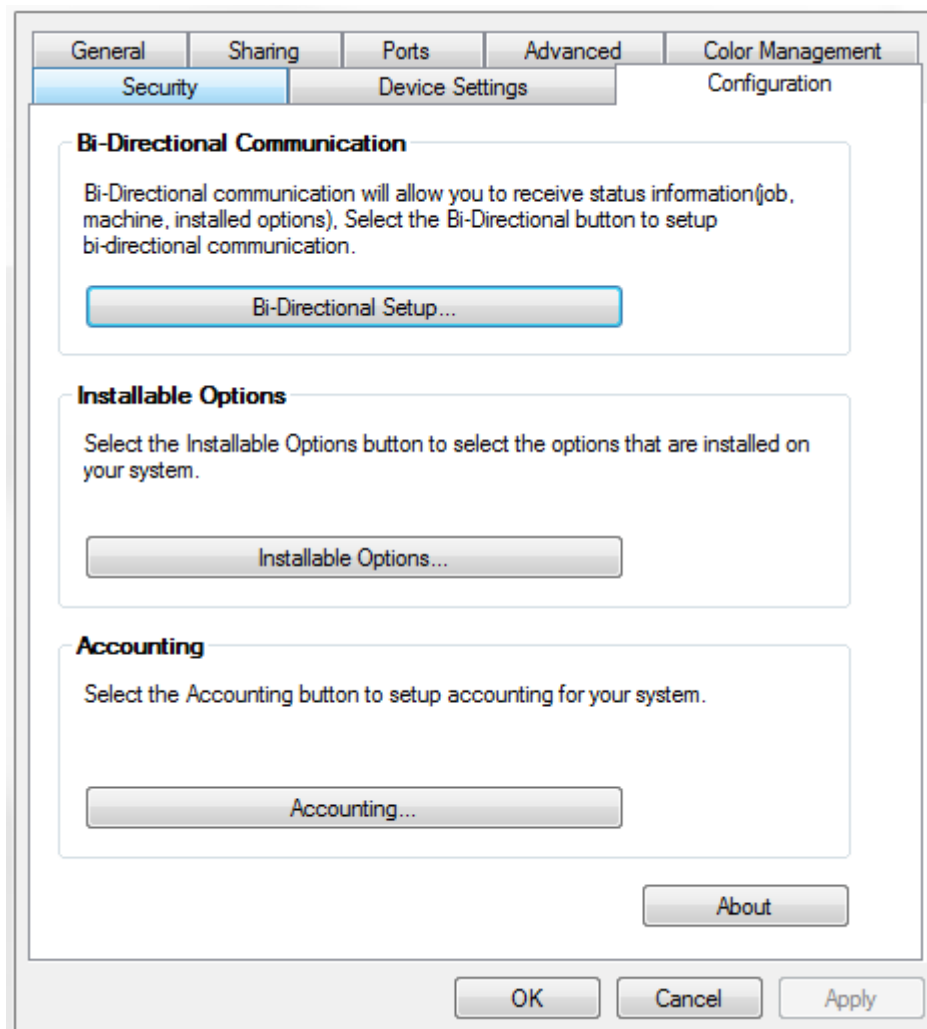 General Sharing Ports Advanced Color Management
Security Device Settings Configuration
Bi-Directional Communication
Bi-Directional communication will allow you to receive status information(job,
machine, installed options), Select the Bi-Directional button to setup
bi-directional communication.
Bi-Directional Setup...
Installable Options
Select the Installable Options button to select the options that are installed on
your system.
Installable Options...
Accounting
Select the Accounting button to setup accounting for your system.
Accounting...
About
OK Cancel Apply